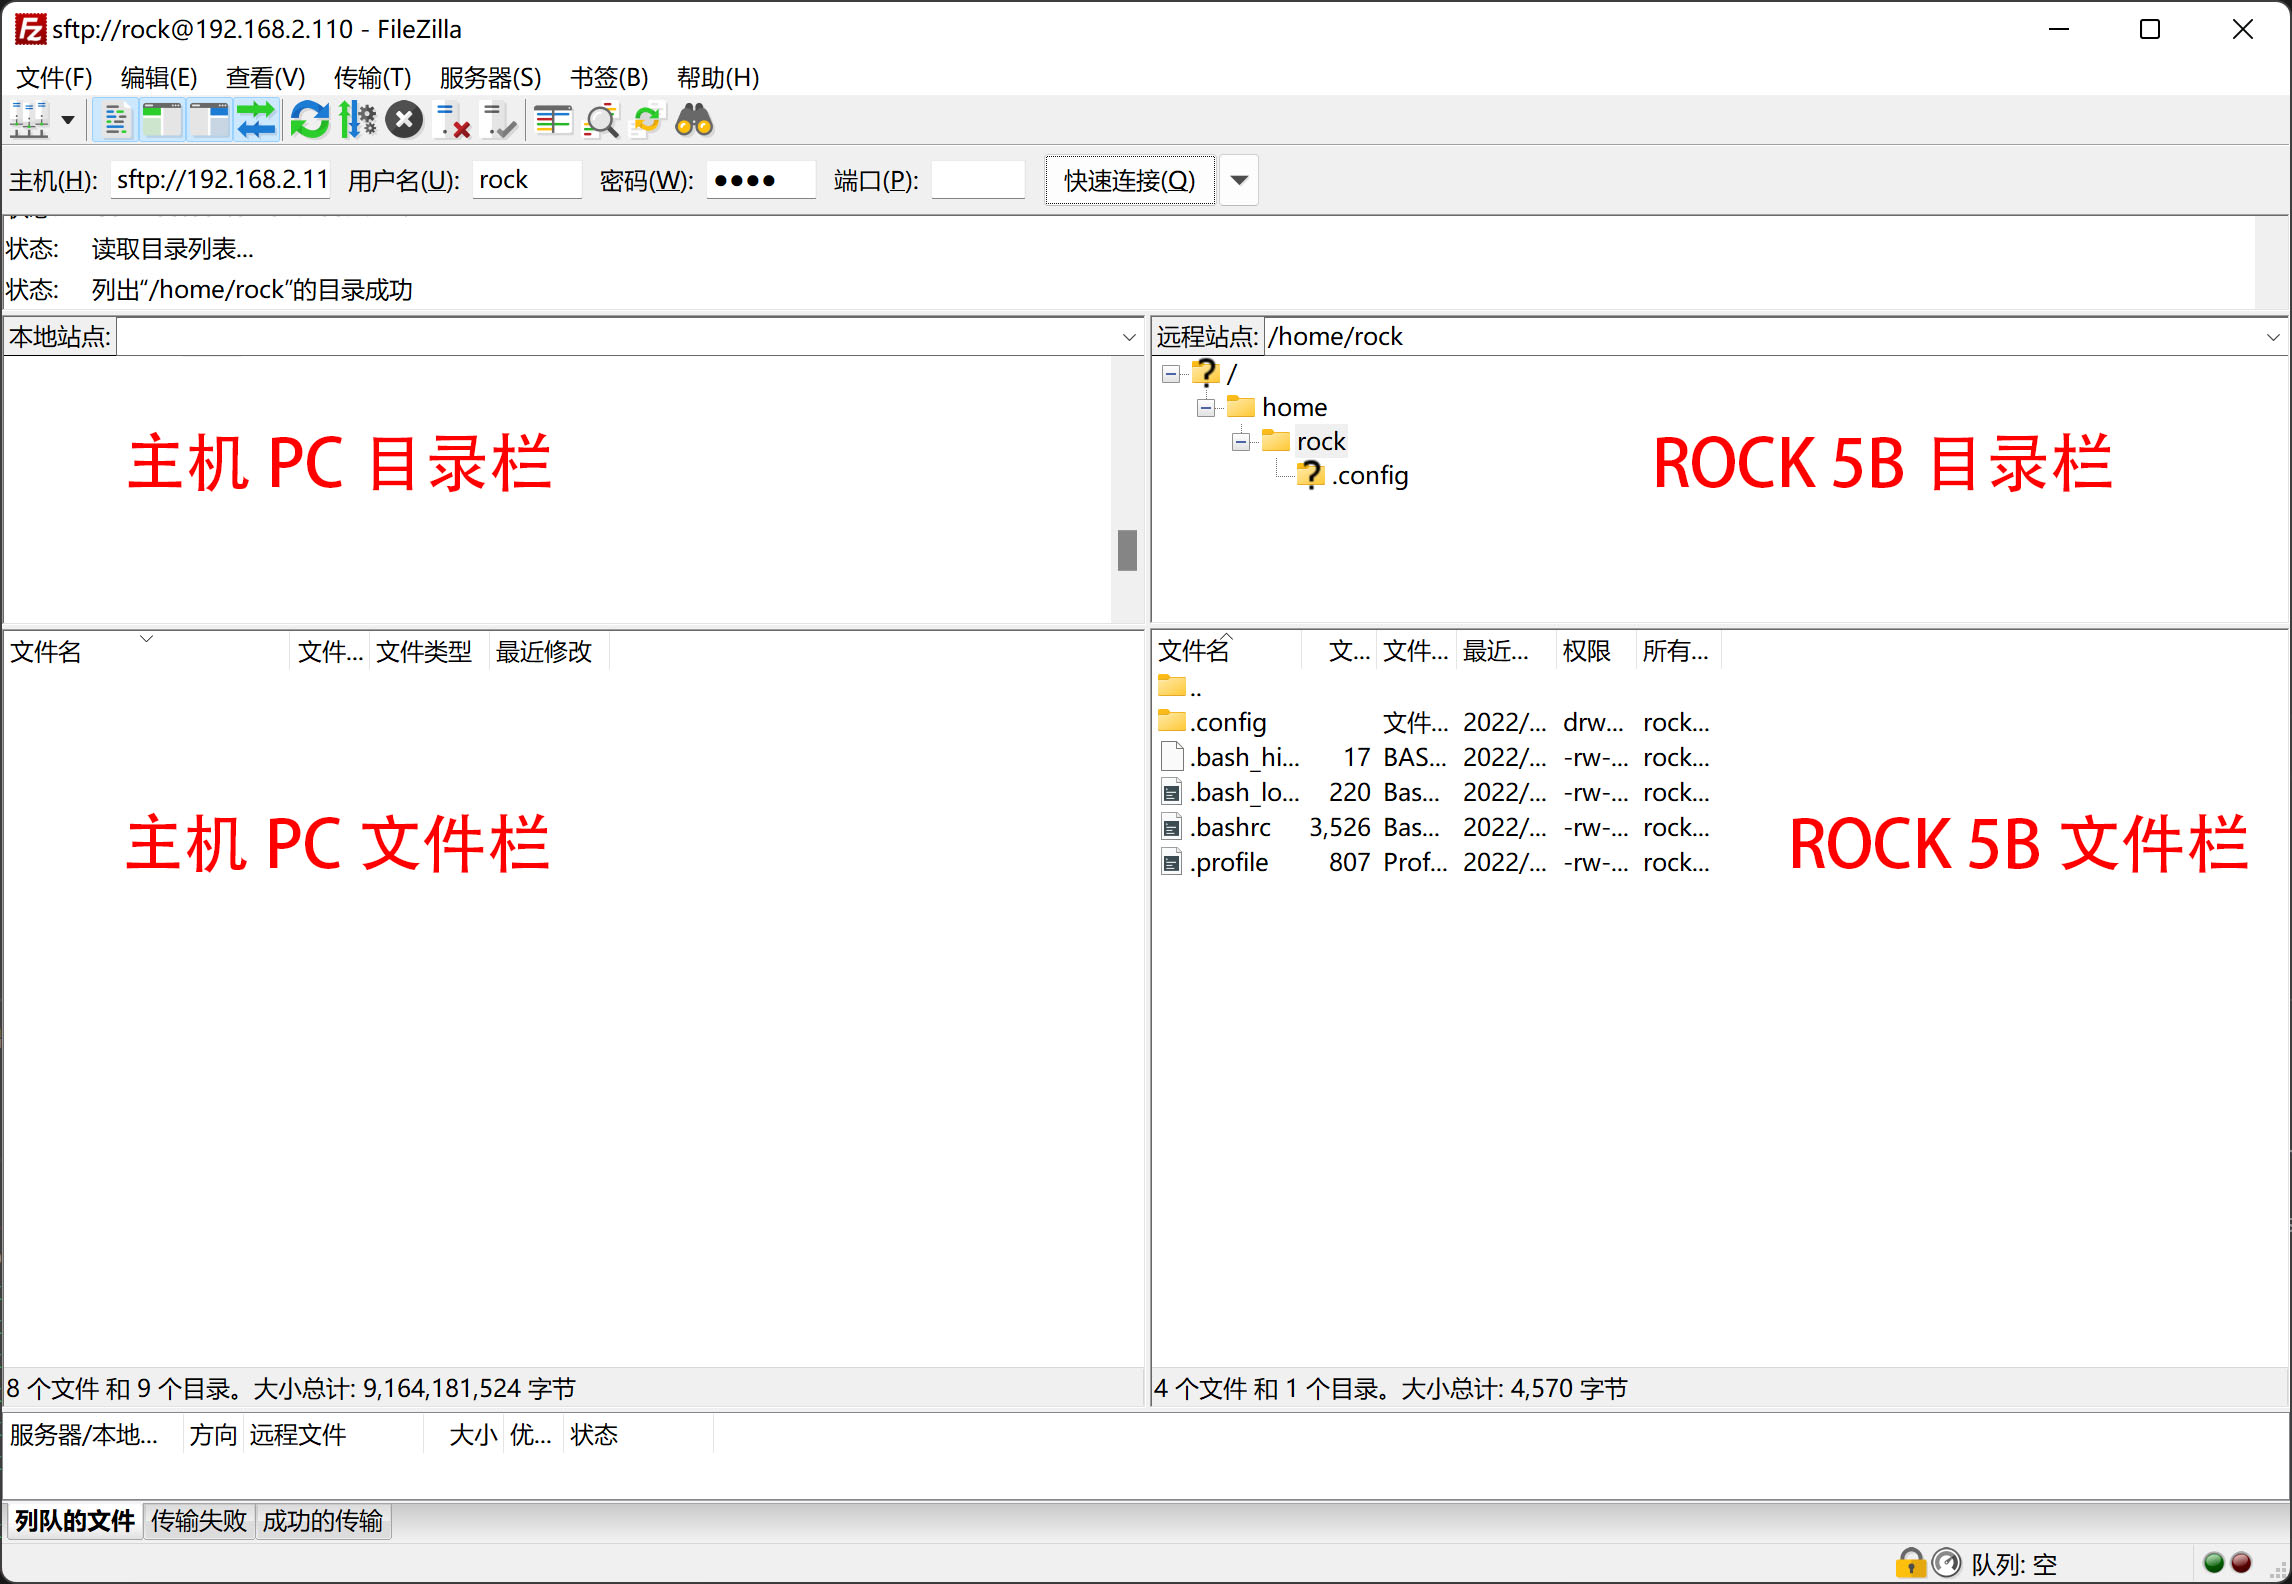 sftp://rock@192.168.2.110 - FileZilla
文件(F) 编辑(E) 查看(V) 传输(T) 服务器(S) 书签(B) 帮助(H)
主机(H): sftp://192.168.2.11 用户名(U): rock 密码(W): ●●●● 端口(P): 快速连接(Q)
状态: 读取目录列表...
状态: 列出“/home/rock”的目录成功
本地站点:
主机 PC 目录栏
远程站点: /home/rock
/
home
rock
.config
ROCK 5B 目录栏
文件名 文件... 文件类型 最近修改
主机 PC 文件栏
8 个文件 和 9 个目录。大小总计: 9,164,181,524 字节
文件名 文... 文件... 最近... 权限 所有...
..
.config 文件... 2022/... drw... rock...
.bash_hi... 17 BAS... 2022/... -rw-... rock...
.bash_lo... 220 Bas... 2022/... -rw-... rock...
.bashrc 3,526 Bas... 2022/... -rw-... rock...
.profile 807 Prof... 2022/... -rw-... rock...
ROCK 5B 文件栏
4 个文件 和 1 个目录。大小总计: 4,570 字节
服务器/本地... 方向 远程文件 大小 优... 状态
列队的文件 传输失败 成功的传输
队列: 空